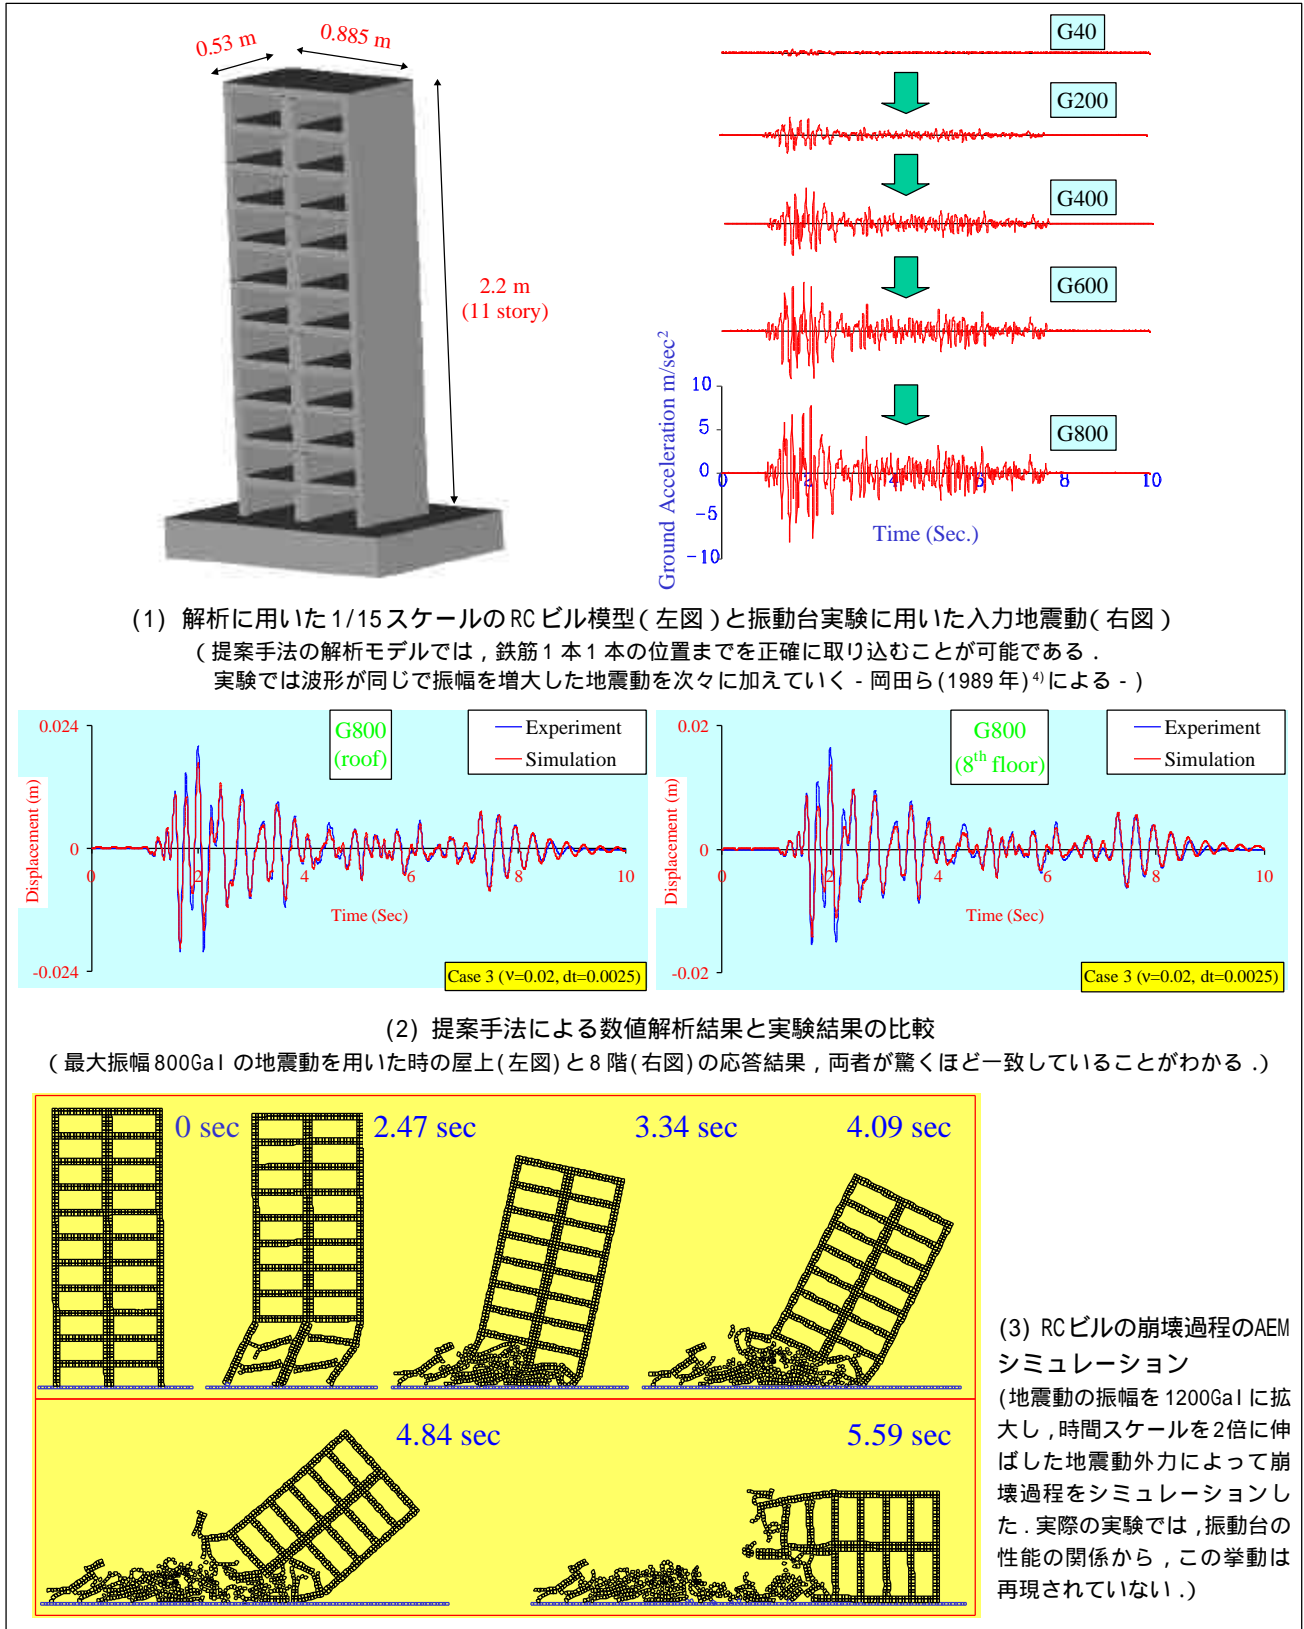 0.53 m
0.885 m
2.2 m
(11 story)
G40
G200
G400
G600
G800
Ground Acceleration m/sec²
10
5
0
-5
-10
0
2
4
6
8
10
Time (Sec.)
(1) 解析に用いた1/15スケールのRCビル模型(左図)と振動台実験に用いた入力地震動(右図)
(提案手法の解析モデルでは,鉄筋1本1本の位置までを正確に取り込むことが可能である.
実験では波形が同じで振幅を増大した地震動を次々に加えていく-岡田ら(1989年)⁴⁾による-)
0.024
0
-0.024
Displacement (m)
G800
(roof)
Experiment
Simulation
0
2
4
6
8
10
Time (Sec)
Case 3 (ν=0.02, dt=0.0025)
0.02
0
-0.02
Displacement (m)
G800
(8th floor)
Experiment
Simulation
0
2
4
6
8
10
Time (Sec)
Case 3 (ν=0.02, dt=0.0025)
(2) 提案手法による数値解析結果と実験結果の比較
(最大振幅800Galの地震動を用いた時の屋上(左図)と8階(右図)の応答結果,両者が驚くほど一致していることがわかる.)
0 sec
2.47 sec
3.34 sec
4.09 sec
4.84 sec
5.59 sec
(3) RCビルの崩壊過程のAEM
シミュレーション
(地震動の振幅を1200Galに拡
大し,時間スケールを2倍に伸
ばした地震動外力によって崩
壊過程をシミュレーションし
た.実際の実験では,振動台の
性能の関係から,この挙動は
再現されていない.)